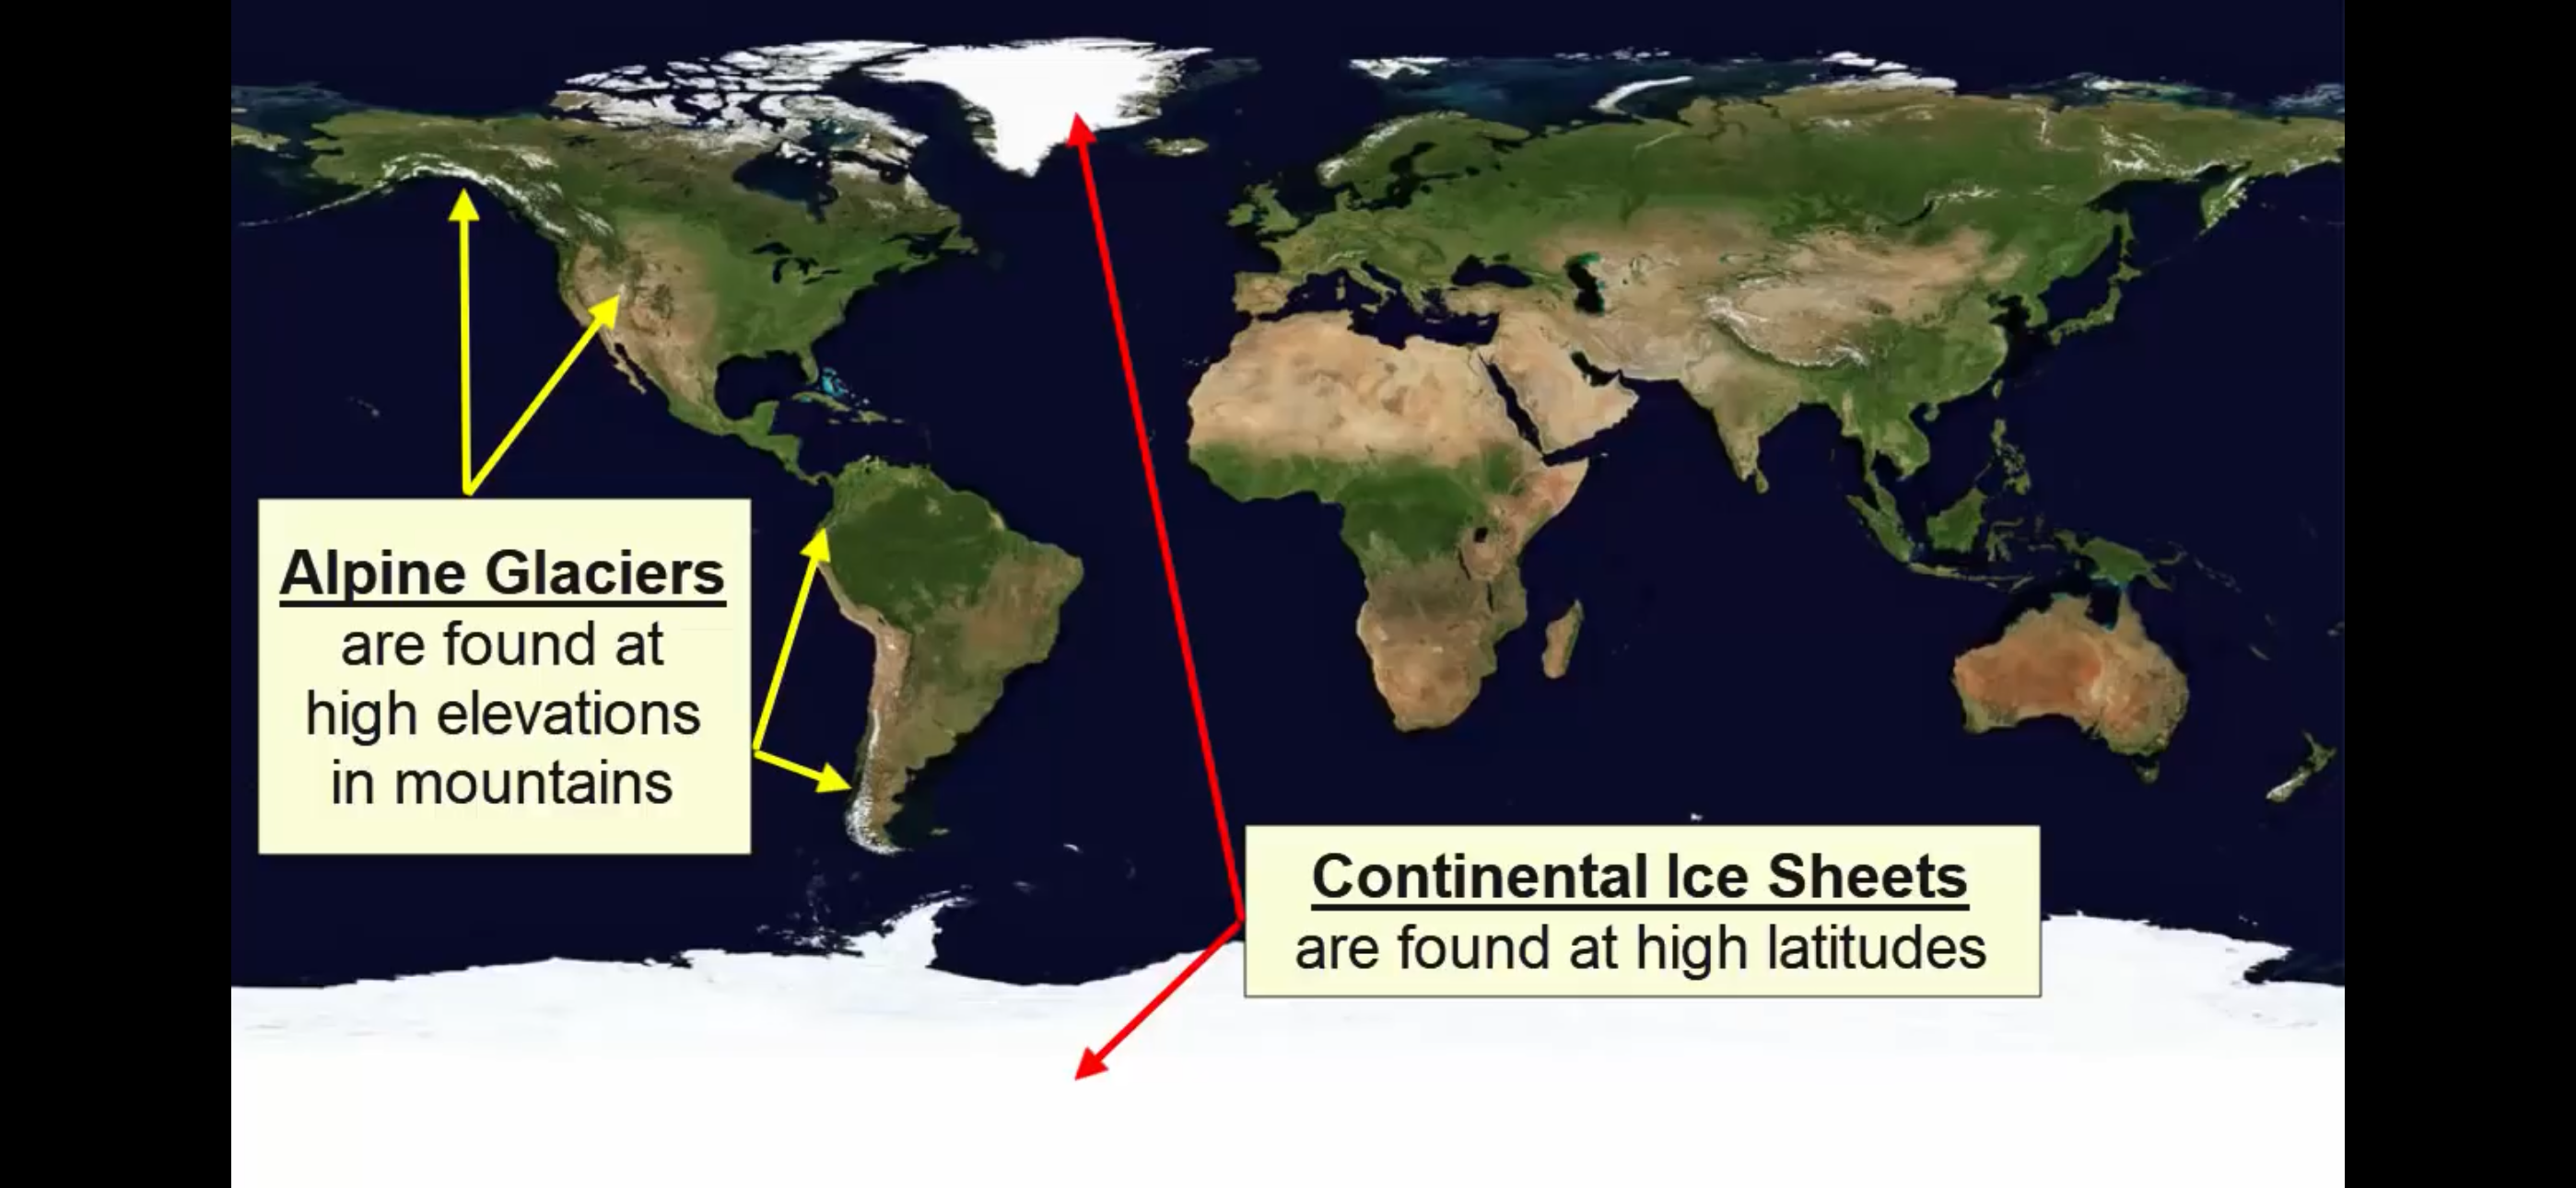 Alpine Glaciers
are found at
high elevations
in mountains
Continental Ice Sheets
are found at high latitudes